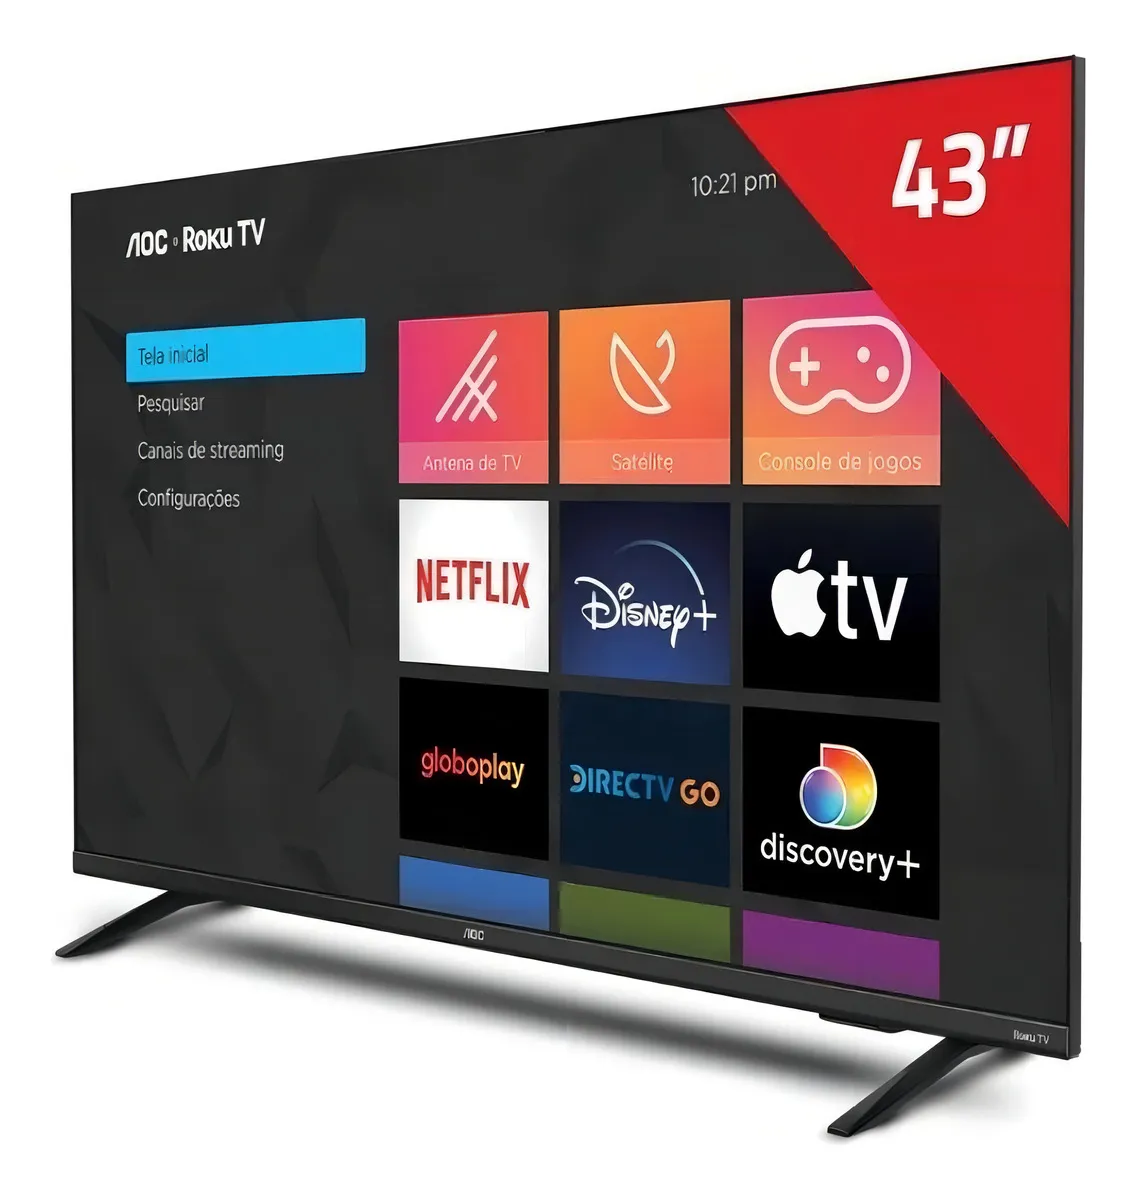 43"
10:21 pm
AOC Roku TV
Tela inicial
Pesquisar
Canais de streaming
Configurações
Antena de TV
Satélite
Console de jogos
NETFLIX
Disney+
tv
globoplay
DIRECTV GO
discovery+
AOC
Roku TV